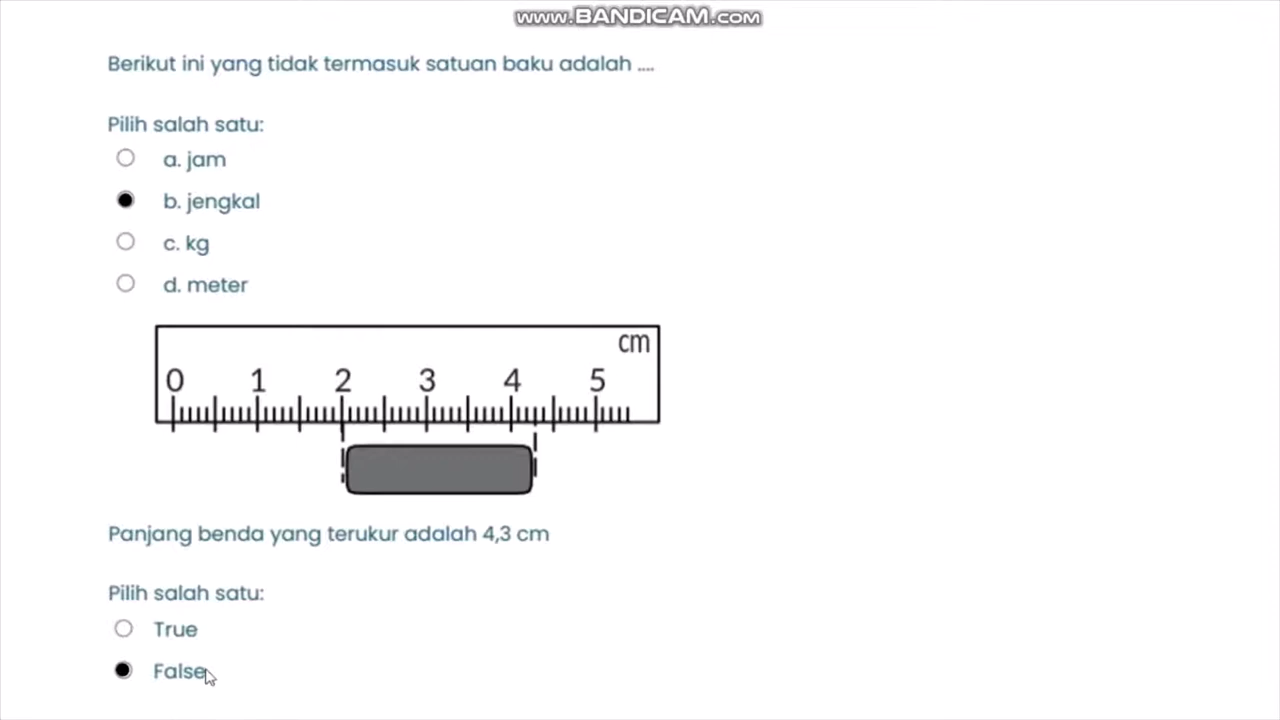 www.BANDICAM.com
Berikut ini yang tidak termasuk satuan baku adalah ....
Pilih salah satu:
a. jam
b. jengkal
c. kg
d. meter
cm
0 1 2 3 4 5
Panjang benda yang terukur adalah 4,3 cm
Pilih salah satu:
True
False